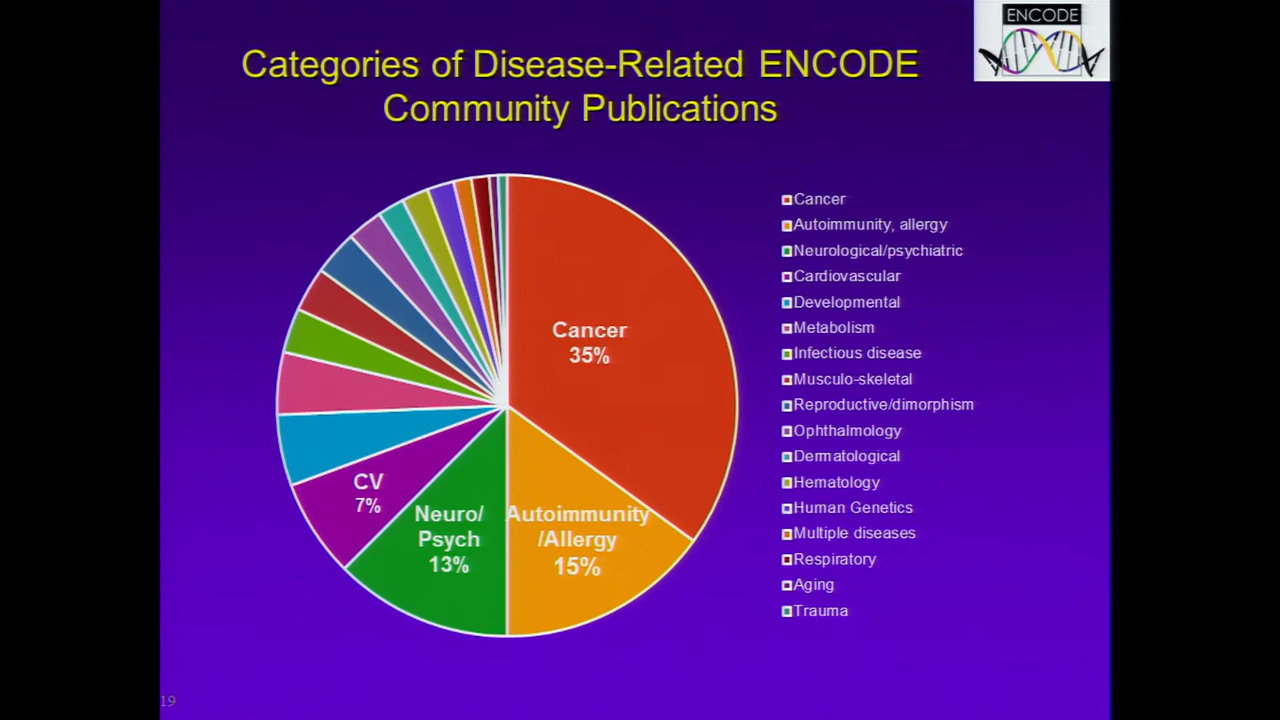 ENCODE
Categories of Disease-Related ENCODE
Community Publications
Cancer
35%
Autoimmunity
/Allergy
15%
Neuro/
Psych
13%
CV
7%
Cancer
Autoimmunity, allergy
Neurological/psychiatric
Cardiovascular
Developmental
Metabolism
Infectious disease
Musculo-skeletal
Reproductive/dimorphism
Ophthalmology
Dermatological
Hematology
Human Genetics
Multiple diseases
Respiratory
Aging
Trauma
19